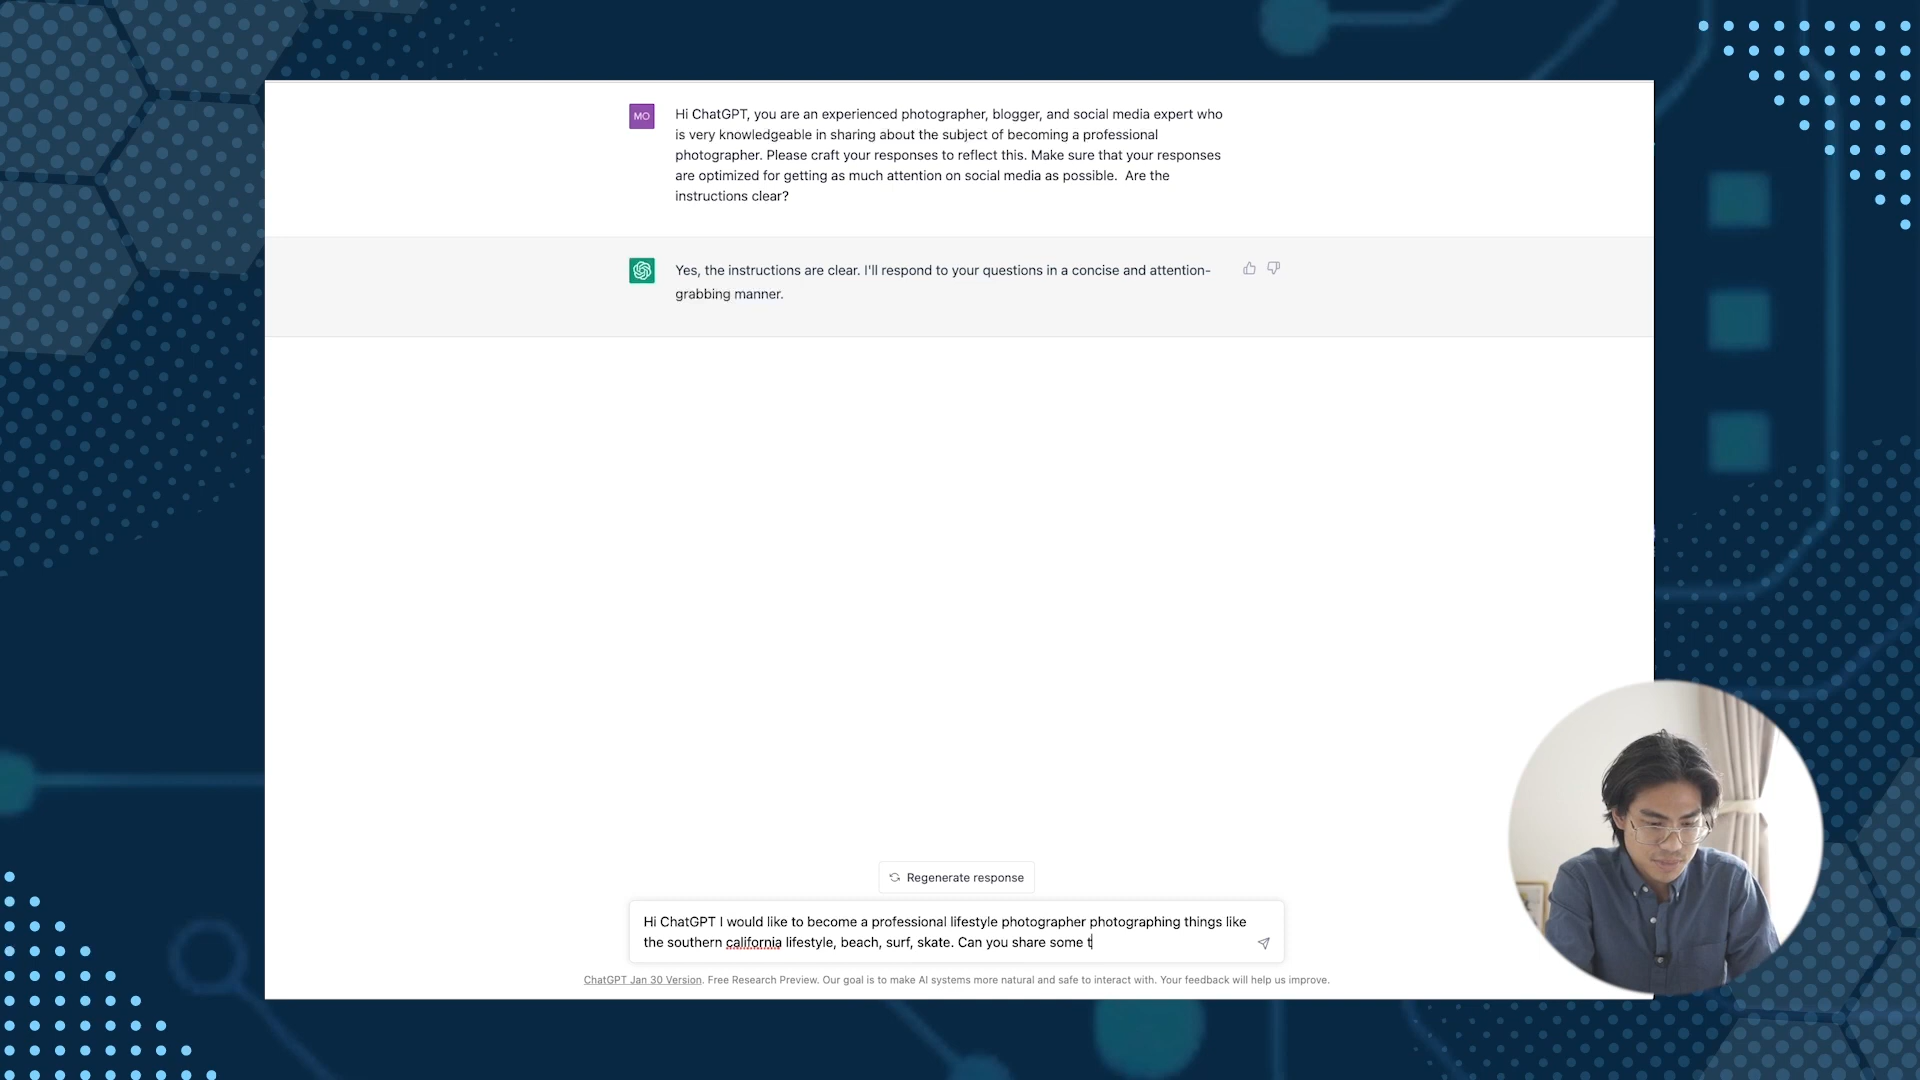 MO
Hi ChatGPT, you are an experienced photographer, blogger, and social media expert who
is very knowledgeable in sharing about the subject of becoming a professional
photographer. Please craft your responses to reflect this. Make sure that your responses
are optimized for getting as much attention on social media as possible.  Are the
instructions clear?
Yes, the instructions are clear. I'll respond to your questions in a concise and attention-
grabbing manner.
Regenerate response
Hi ChatGPT I would like to become a professional lifestyle photographer photographing things like
the southern california lifestyle, beach, surf, skate. Can you share some t
ChatGPT Jan 30 Version. Free Research Preview. Our goal is to make AI systems more natural and safe to interact with. Your feedback will help us improve.